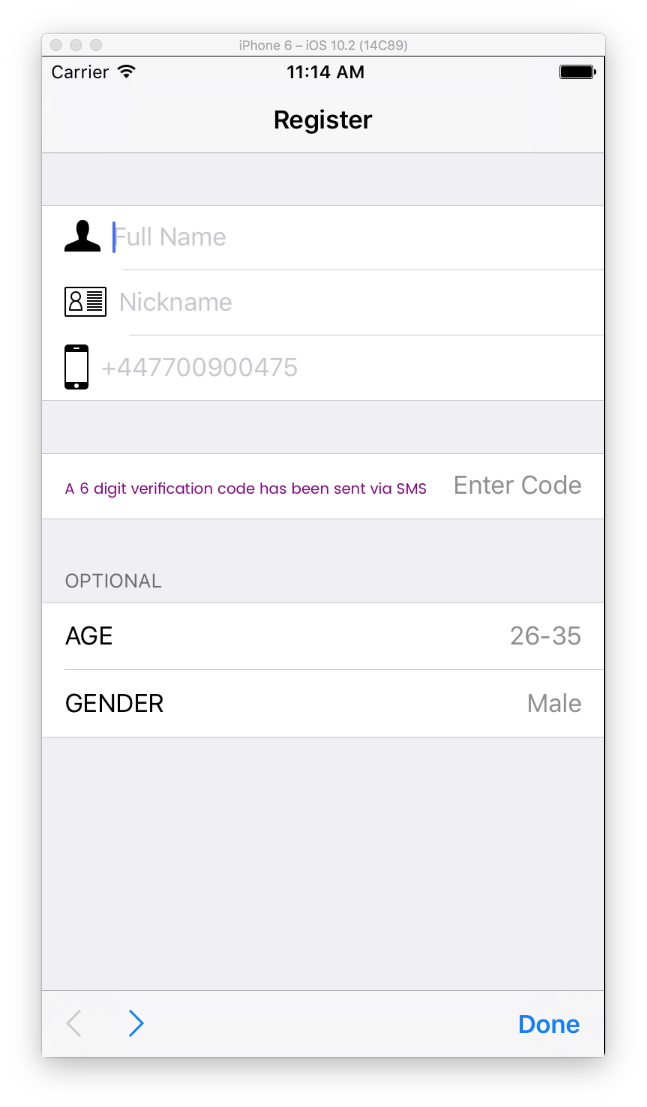 iPhone 6 – iOS 10.2 (14C89)
Carrier 11:14 AM
Register
Full Name
Nickname
+447700900475
A 6 digit verification code has been sent via SMS Enter Code
OPTIONAL
AGE 26-35
GENDER Male
Done